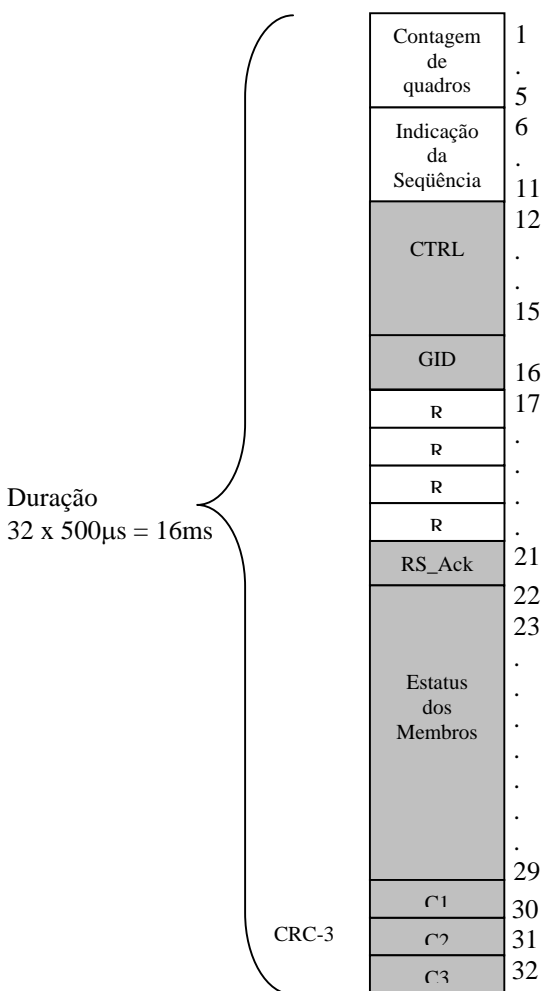 Contagem
de
quadros
1
.
5
Indicação
da
Seqüência
6
.
11
CTRL
12
.
.
15
GID
16
R
17
R
.
R
.
R
.
.
RS_Ack
21
22
23
Estatus
dos
Membros
.
.
.
.
.
.
.
29
C1
30
C2
31
C3
32
Duração
32 x 500µs = 16ms
CRC-3